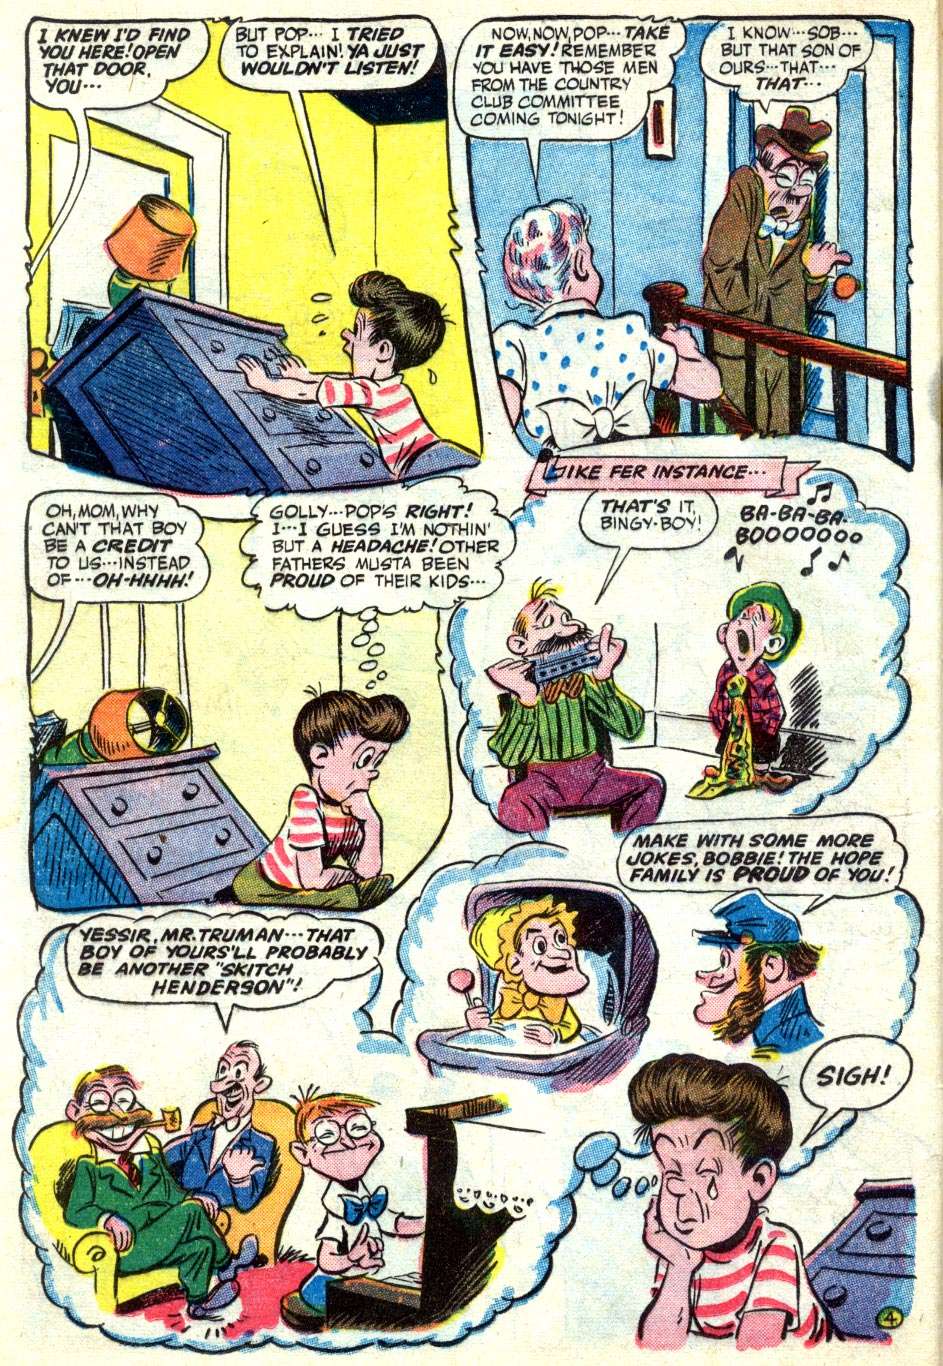 I KNEW I'D FIND
YOU HERE! OPEN
THAT DOOR,
YOU---
BUT POP--- I TRIED
TO EXPLAIN! YA JUST
WOULDN'T LISTEN!
NOW, NOW, POP--- TAKE
IT EASY! REMEMBER
YOU HAVE THOSE MEN
FROM THE COUNTRY
CLUB COMMITTEE
COMING TONIGHT!
I KNOW---SOB---
BUT THAT SON OF
OURS---THAT---
THAT---
OH, MOM, WHY
CAN'T THAT BOY
BE A CREDIT
TO US---INSTEAD
OF---OH-HHHH!
GOLLY---POP'S RIGHT!
I---I GUESS I'M NOTHIN'
BUT A HEADACHE! OTHER
FATHERS MUSTA BEEN
PROUD OF THEIR KIDS---
LIKE FER INSTANCE---
THAT'S IT,
BINGY-BOY!
BA-BA-BA-
BOOOOOOO
MAKE WITH SOME MORE
JOKES, BOBBIE! THE HOPE
FAMILY IS PROUD OF YOU!
YESSIR, MR. TRUMAN---THAT
BOY OF YOURS'LL PROBABLY
BE ANOTHER "SKITCH
HENDERSON"!
SIGH!
4